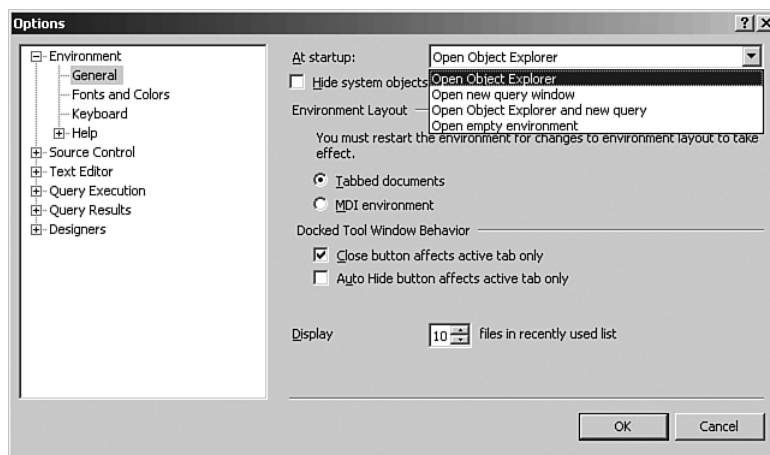 Options
Environment
General
Fonts and Colors
Keyboard
Help
Source Control
Text Editor
Query Execution
Query Results
Designers
At startup: Open Object Explorer
Open Object Explorer
Hide system objects
Open new query window
Open Object Explorer and new query
Open empty environment
Environment Layout
You must restart the environment for changes to environment layout to take
effect.
Tabbed documents
MDI environment
Docked Tool Window Behavior
Close button affects active tab only
Auto Hide button affects active tab only
Display 10 files in recently used list
OK Cancel